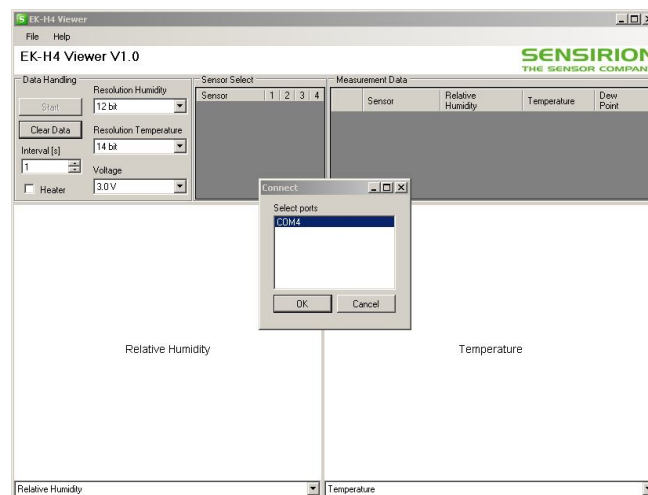 EK-H4 Viewer
File Help
EK-H4 Viewer V1.0
SENSIRION
THE SENSOR COMPANY
Data Handling
Start
Clear Data
Interval [s]
1
Heater
Resolution Humidity
12 bit
Resolution Temperature
14 bit
Voltage
3.0 V
Sensor Select
Sensor 1 2 3 4
Measurement Data
Sensor Relative Humidity Temperature Dew Point
Connect
Select ports
COM4
OK Cancel
Relative Humidity
Temperature
Relative Humidity
Temperature